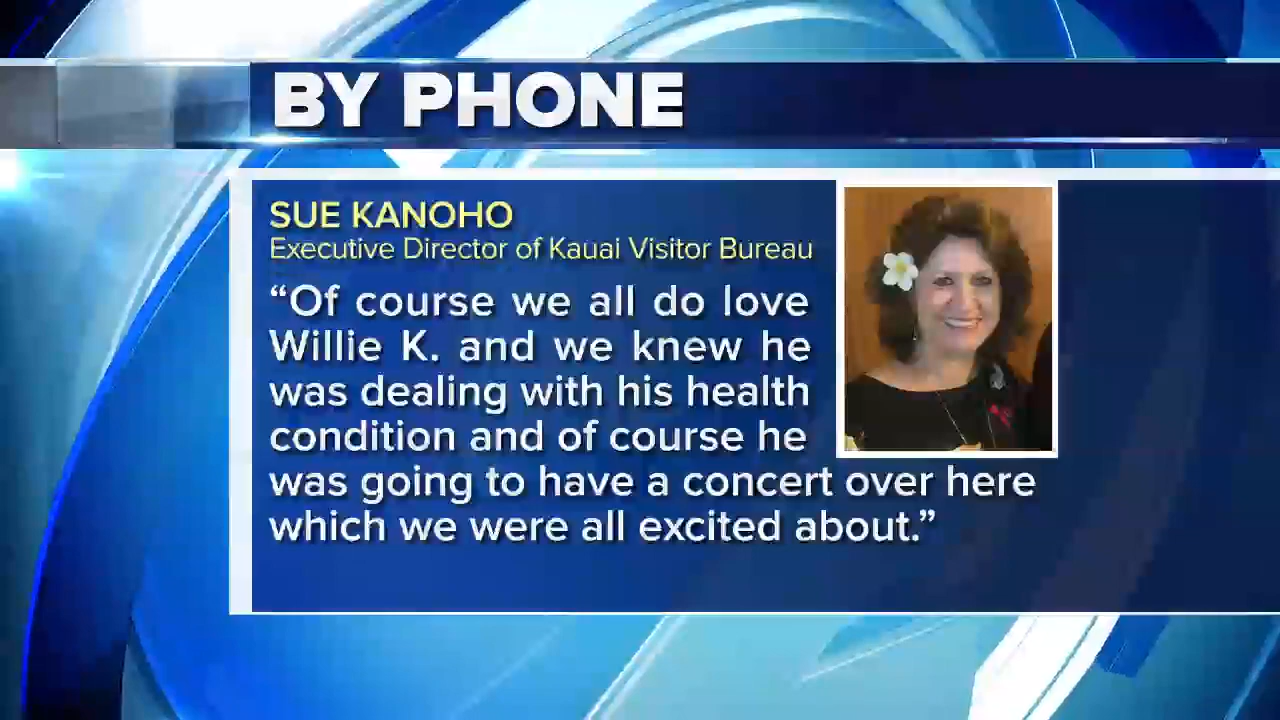 BY PHONE
SUE KANOHO
Executive Director of Kauai Visitor Bureau
“Of course we all do love
Willie K. and we knew he
was dealing with his health
condition and of course he
was going to have a concert over here
which we were all excited about.”